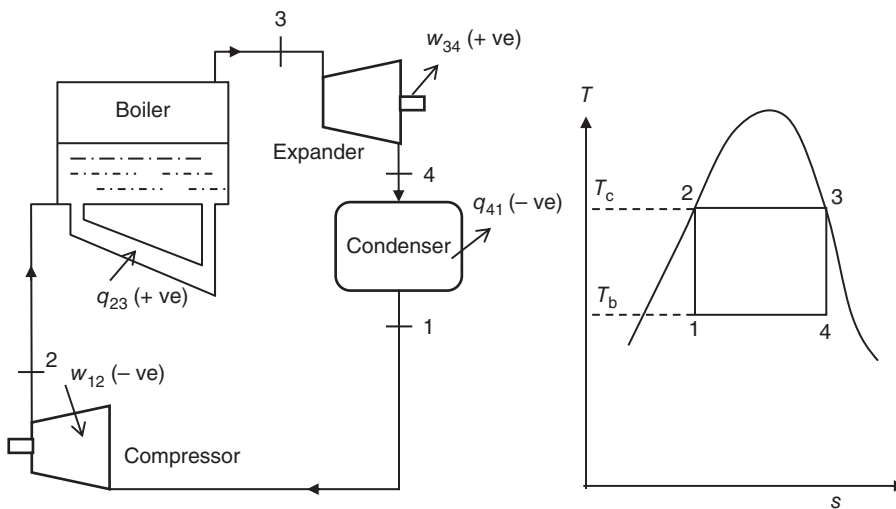 3
w34 (+ ve)
Boiler
Expander
4
q41 (– ve)
Condenser
q23 (+ ve)
1
2
w12 (– ve)
Compressor
T
Tc
2
3
Tb
1
4
s